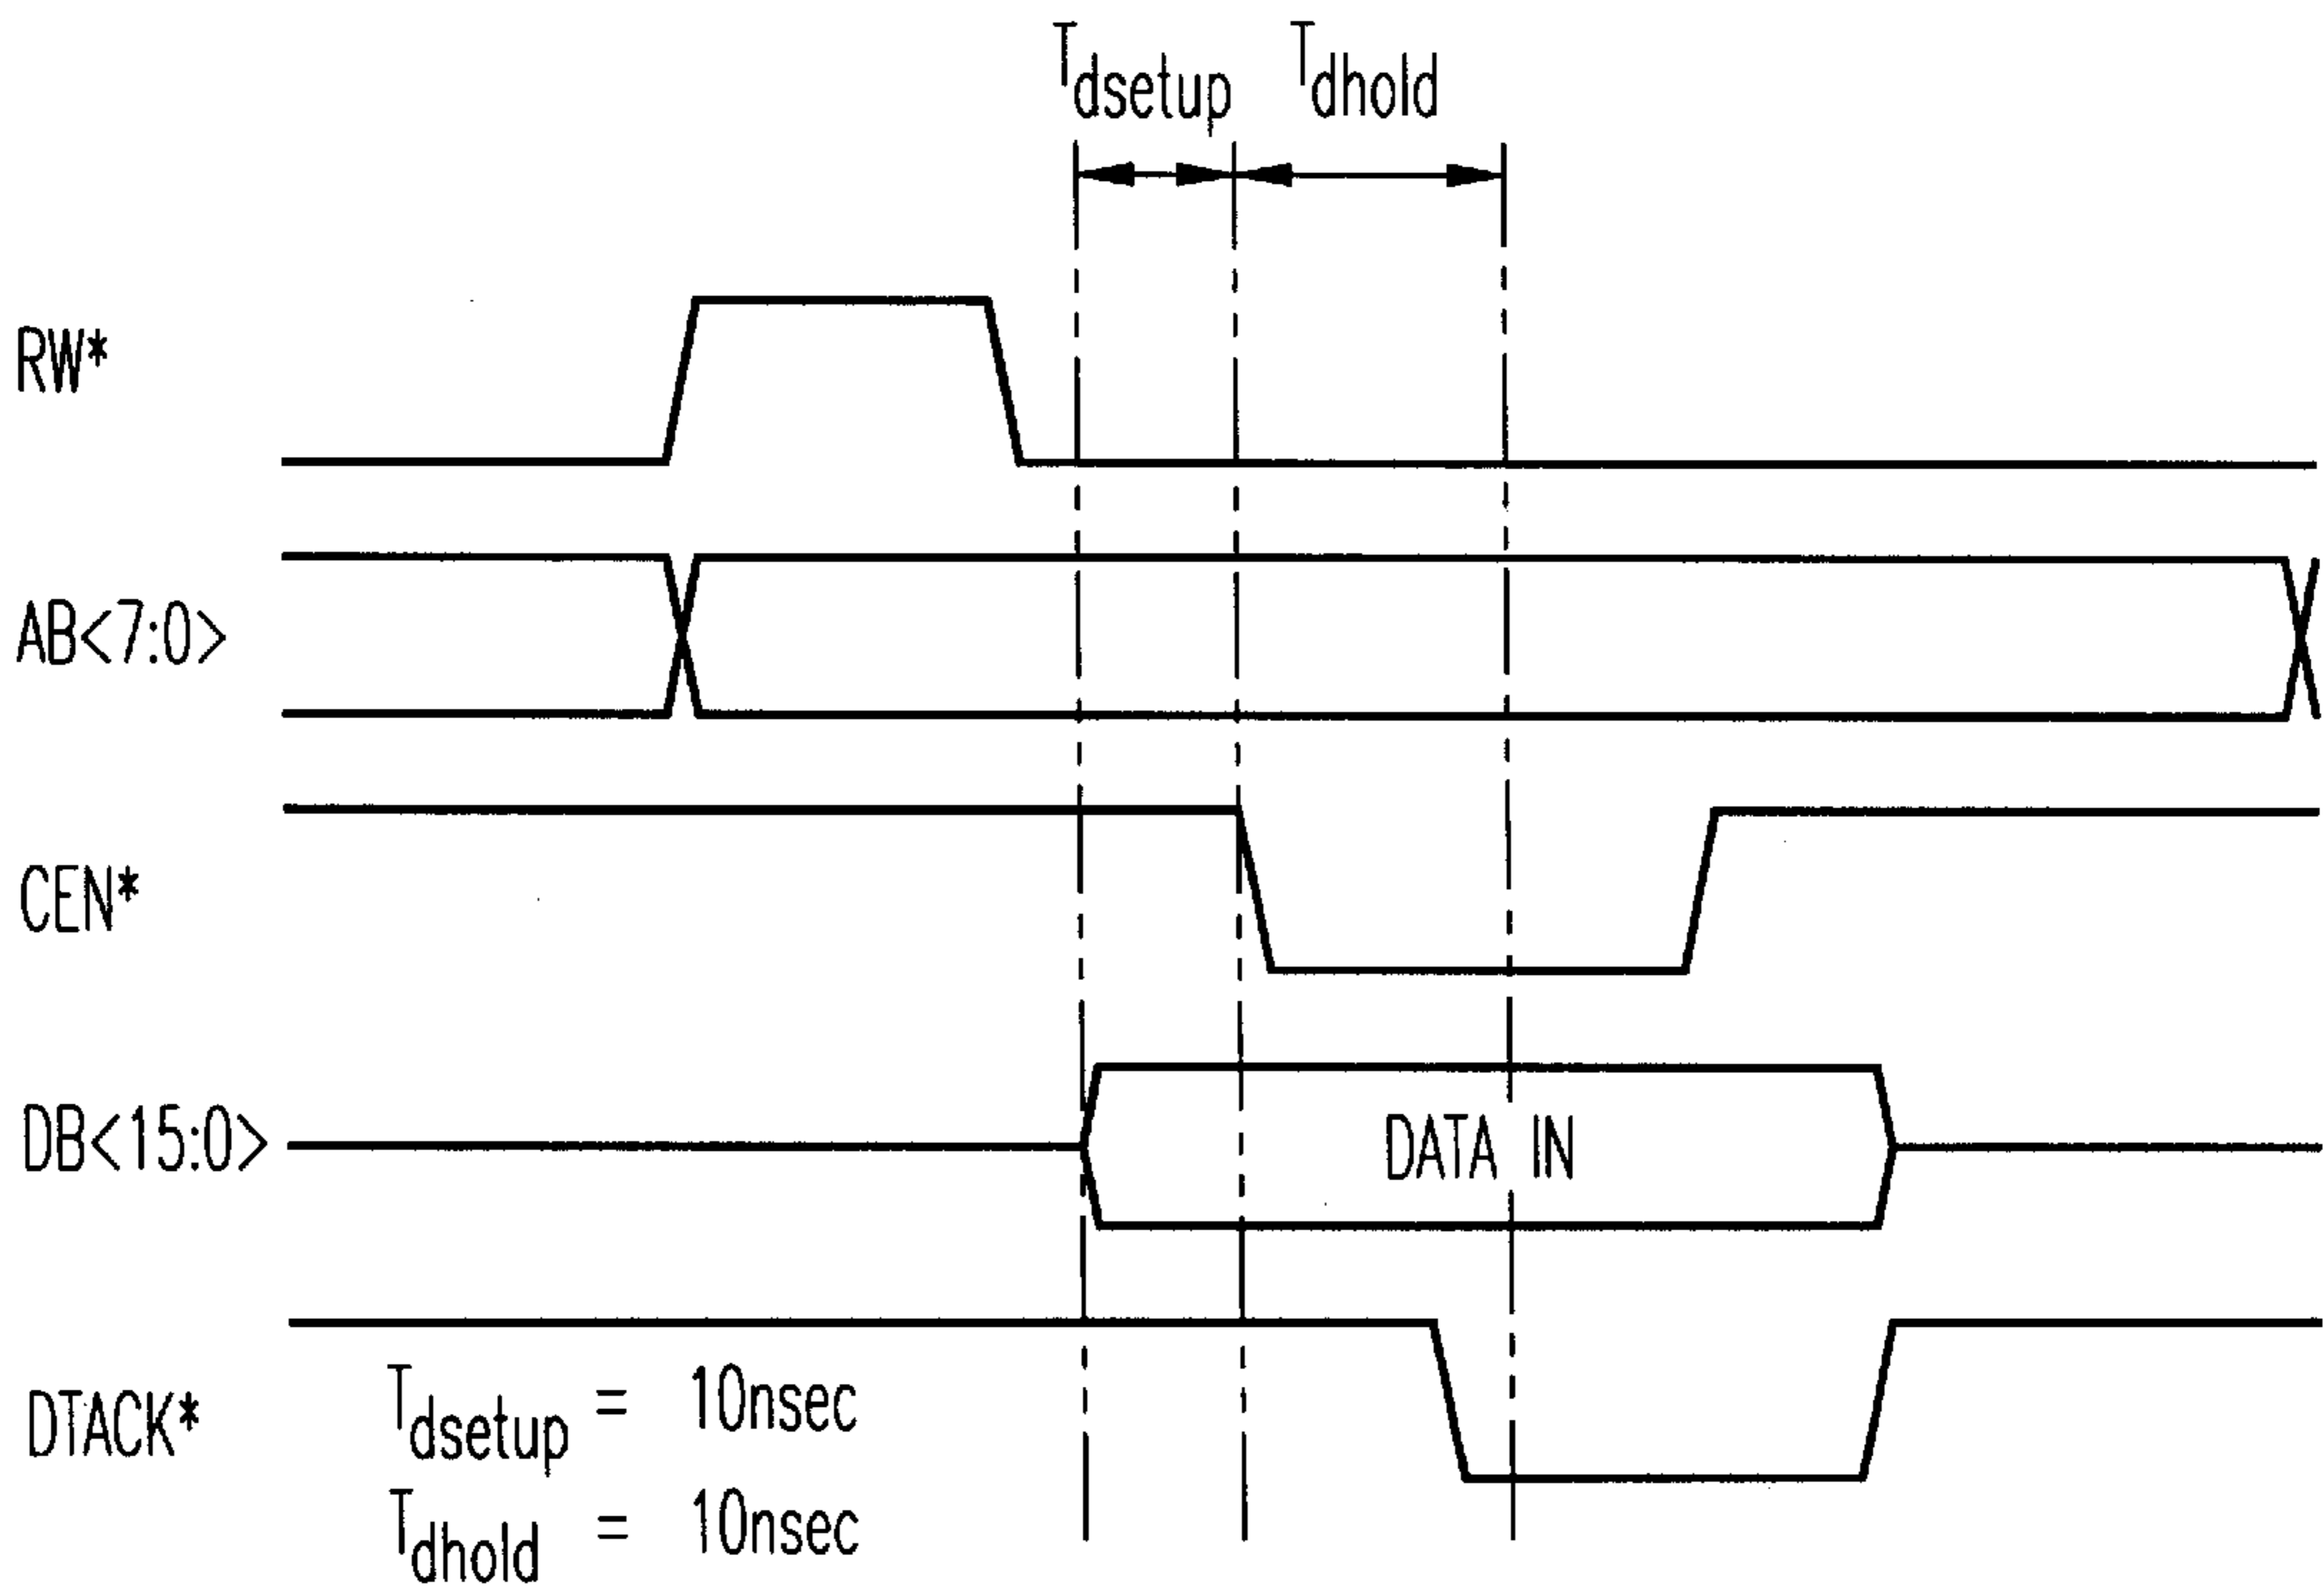 Tdsetup Tdhold
RW*
AB<7:0>
CEN*
DB<15:0>
DATA IN
DTACK*
Tdsetup = 10nsec
Tdhold = 10nsec